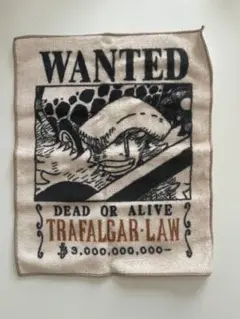 WANTED
DEAD OR ALIVE
TRAFALGAR·LAW
฿3,000,000,000-